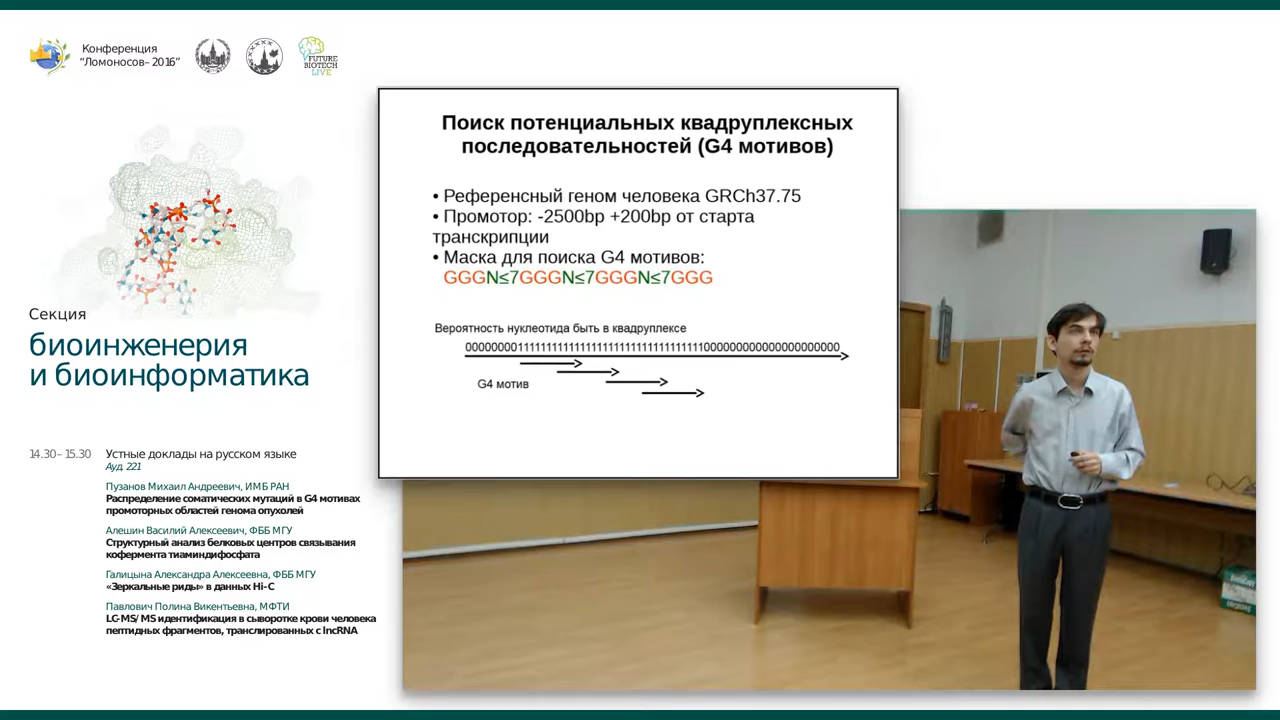 Конференция
“Ломоносов–2016”
FUTURE
BIOTECH
LIVE
Поиск потенциальных квадруплексных
последовательностей (G4 мотивов)
• Референсный геном человека GRCh37.75
• Промотор: -2500bp +200bp от старта
транскрипции
• Маска для поиска G4 мотивов:
GGGN≤7GGGN≤7GGGN≤7GGG
Вероятность нуклеотида быть в квадруплексе
G4 мотив
Секция
биоинженерия
и биоинформатика
14.30–15.30 Устные доклады на русском языке
Ауд. 221
Пузанов Михаил Андреевич, ИМБ РАН
Распределение соматических мутаций в G4 мотивах
промоторных областей генома опухолей
Алешин Василий Алексеевич, ФББ МГУ
Структурный анализ белковых центров связывания
кофермента тиаминдифосфата
Галицына Александра Алексеевна, ФББ МГУ
«Зеркальные риды» в данных Hi-C
Павлович Полина Викентьевна, МФТИ
LC-MS/MS идентификация в сыворотке крови человека
пептидных фрагментов, транслированных с lncRNA